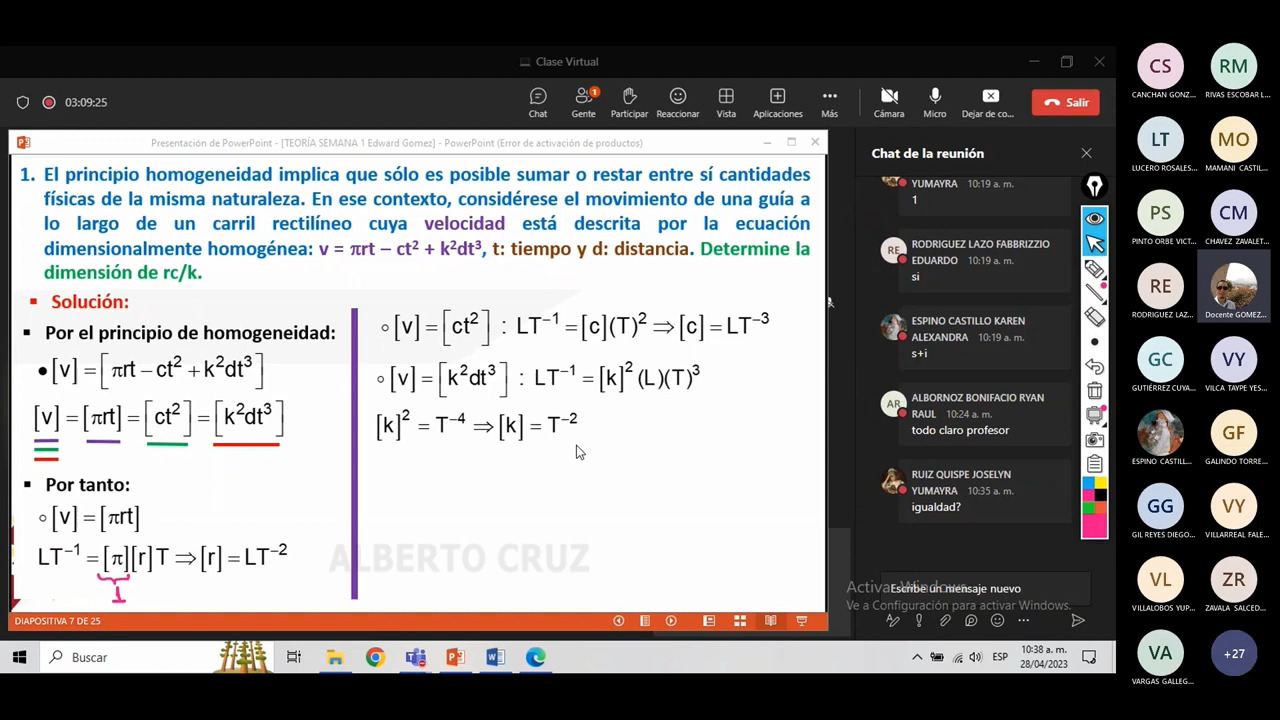 Clase Virtual
03:09:25
Chat
1
Gente
Participar
Reaccionar
Vista
Aplicaciones
Más
Cámara
Micro
Dejar de co...
Salir
Presentación de PowerPoint - [TEORÍA SEMANA 1 Edward Gomez] - PowerPoint (Error de activación de productos)
1. El principio homogeneidad implica que sólo es posible sumar o restar entre sí cantidades
físicas de la misma naturaleza. En ese contexto, considérese el movimiento de una guía a
lo largo de un carril rectilíneo cuya velocidad está descrita por la ecuación
dimensionalmente homogénea: v = πrt – ct² + k²dt³, t: tiempo y d: distancia. Determine la
dimensión de rc/k.
▪ Solución:
▪ Por el principio de homogeneidad:
•[v] = [πrt – ct² + k²dt³]
[v] = [πrt] = [ct²] = [k²dt³]
▪ Por tanto:
◦[v] = [πrt]
LT⁻¹ = [π][r]T ⇒ [r] = LT⁻²
1
◦[v] = [ct²] : LT⁻¹ = [c](T)² ⇒ [c] = LT⁻³
◦[v] = [k²dt³] : LT⁻¹ = [k]²(L)(T)³
[k]² = T⁻⁴ ⇒ [k] = T⁻²
ALBERTO CRUZ
DIAPOSITIVA 7 DE 25
Chat de la reunión
YUMAYRA 10:19 a. m.
1
RE
RODRIGUEZ LAZO FABBRIZZIO
EDUARDO 10:19 a. m.
si
ESPINO CASTILLO KAREN
ALEXANDRA 10:19 a. m.
s+i
AR
ALBORNOZ BONIFACIO RYAN
RAUL 10:24 a. m.
todo claro profesor
RUIZ QUISPE JOSELYN
YUMAYRA 10:35 a. m.
igualdad?
Activar Windows
Ve a Configuración para activar Windows.
Escribe un mensaje nuevo
CS
CANCHAN GONZ...
RM
RIVAS ESCOBAR L...
LT
LUCERO ROSALES...
MO
MAMANI CASTIL...
PS
PINTO ORBE VICT...
CM
CHAVEZ ZAVALET...
RE
RODRIGUEZ LAZ...
Docente GOMEZ...
GC
GUTIÉRREZ CUYA...
VY
VILCA TAYPE YES...
ESPINO CASTILL...
GF
GALINDO TORRE...
GG
GIL REYES DIEGO...
VY
VILLARREAL FALE...
VL
VILLALOBOS YUP...
ZR
ZAVALA SALCED...
VA
VARGAS GALLEG...
+27
Buscar
ESP
10:38 a. m.
28/04/2023